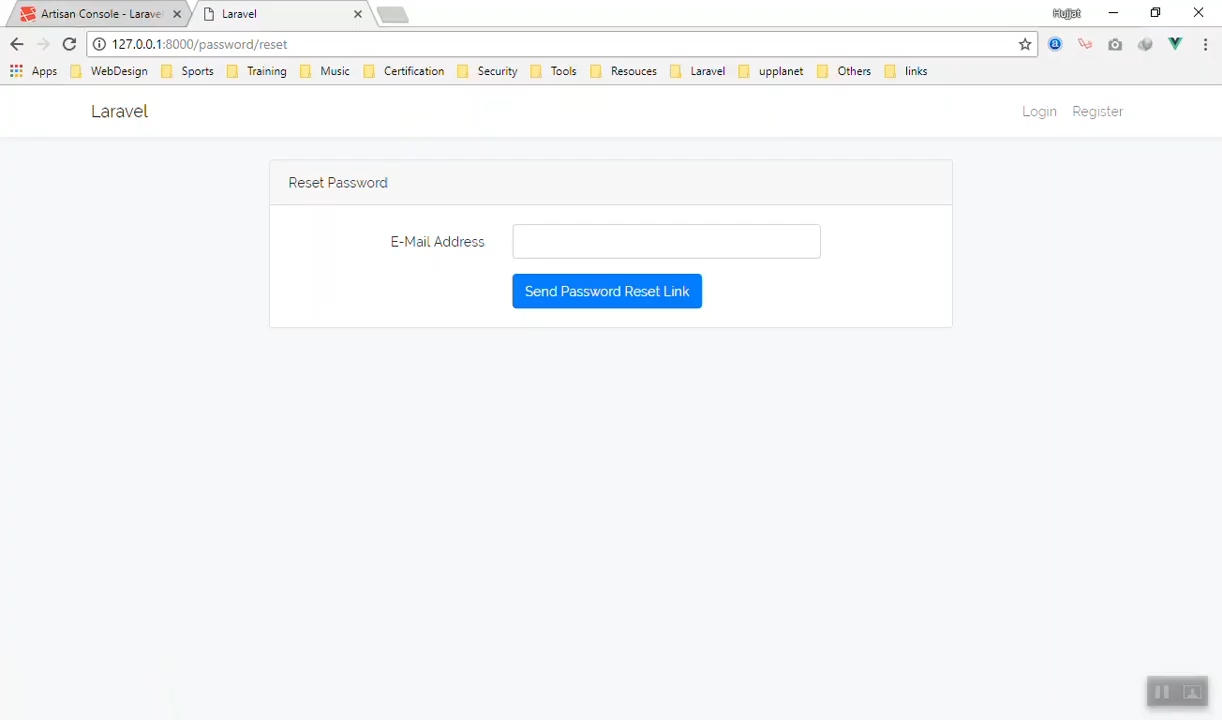 Artisan Console - Larave
Laravel
Hujjat
127.0.0.1:8000/password/reset
Apps WebDesign Sports Training Music Certification Security Tools Resouces Laravel upplanet Others links
Laravel
Login Register
Reset Password
E-Mail Address
Send Password Reset Link